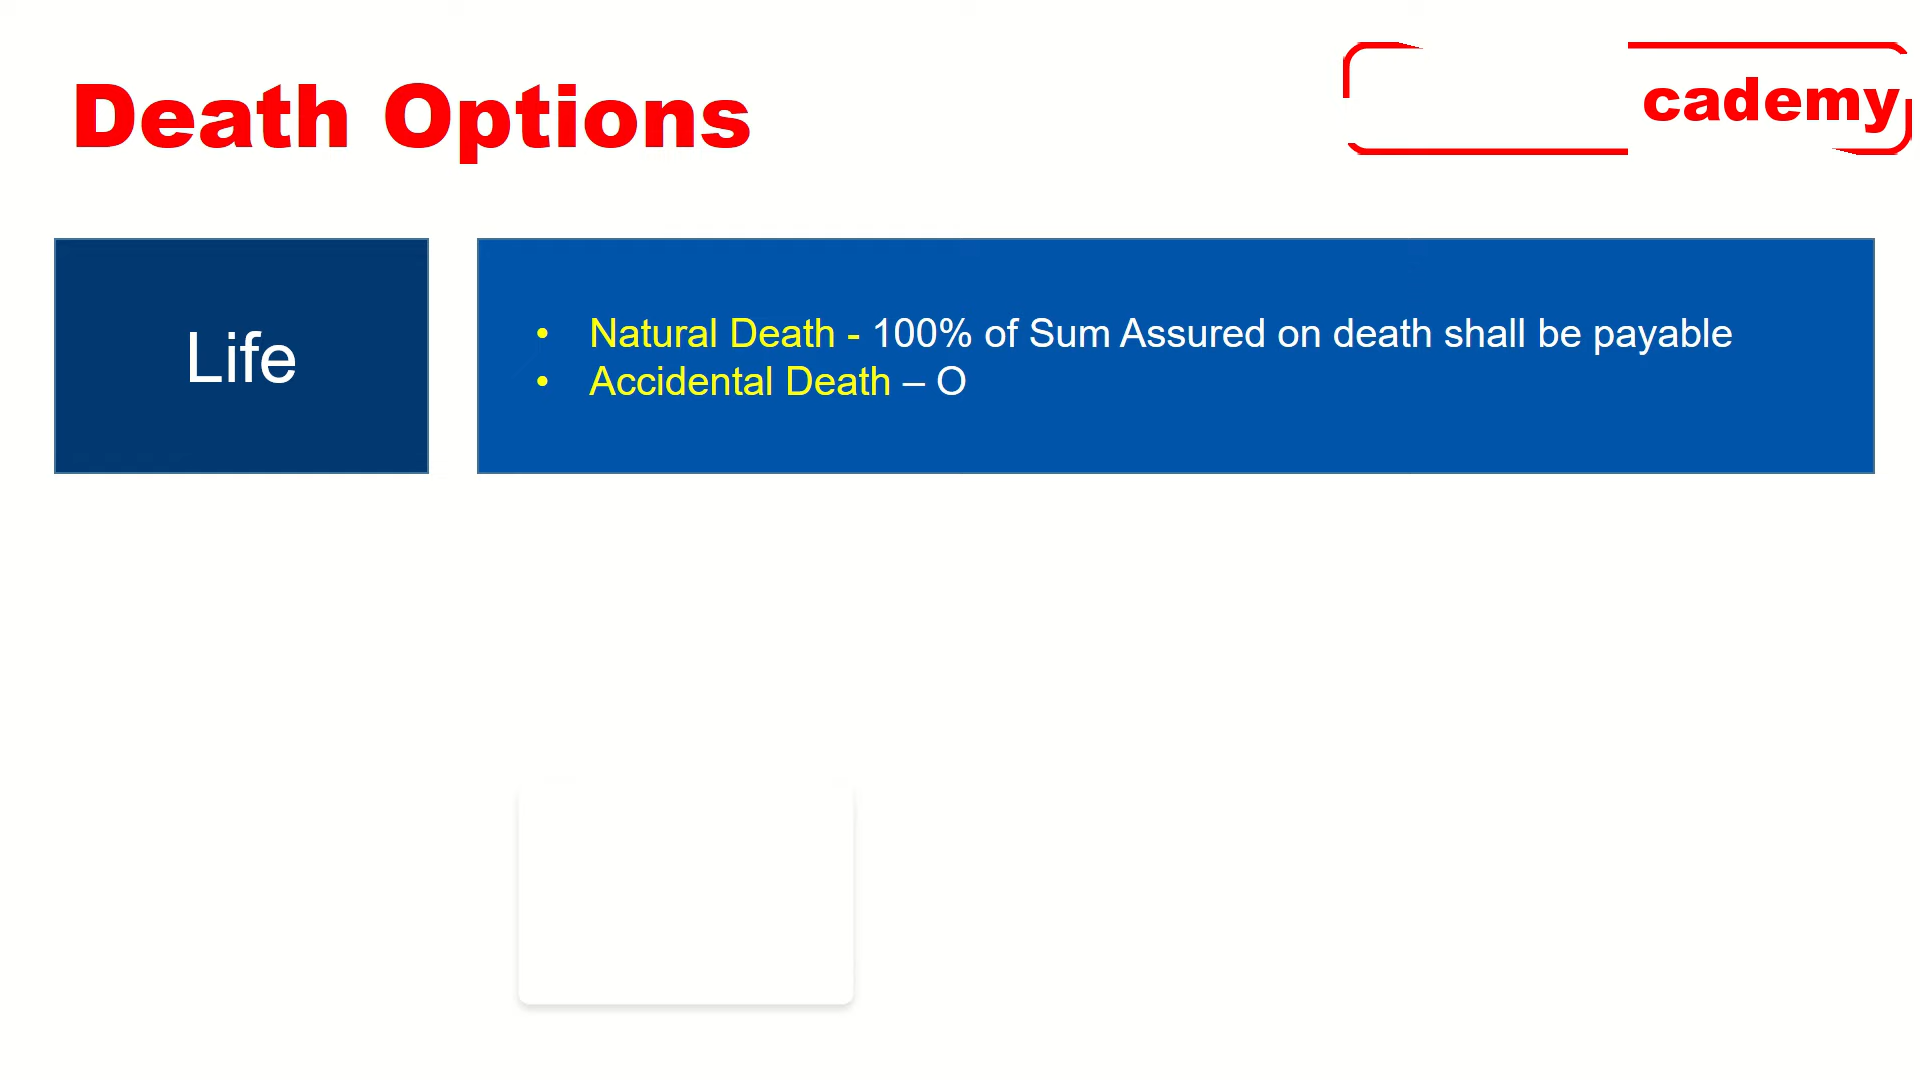 Death Options
cademy
Life
• Natural Death - 100% of Sum Assured on death shall be payable
• Accidental Death – O